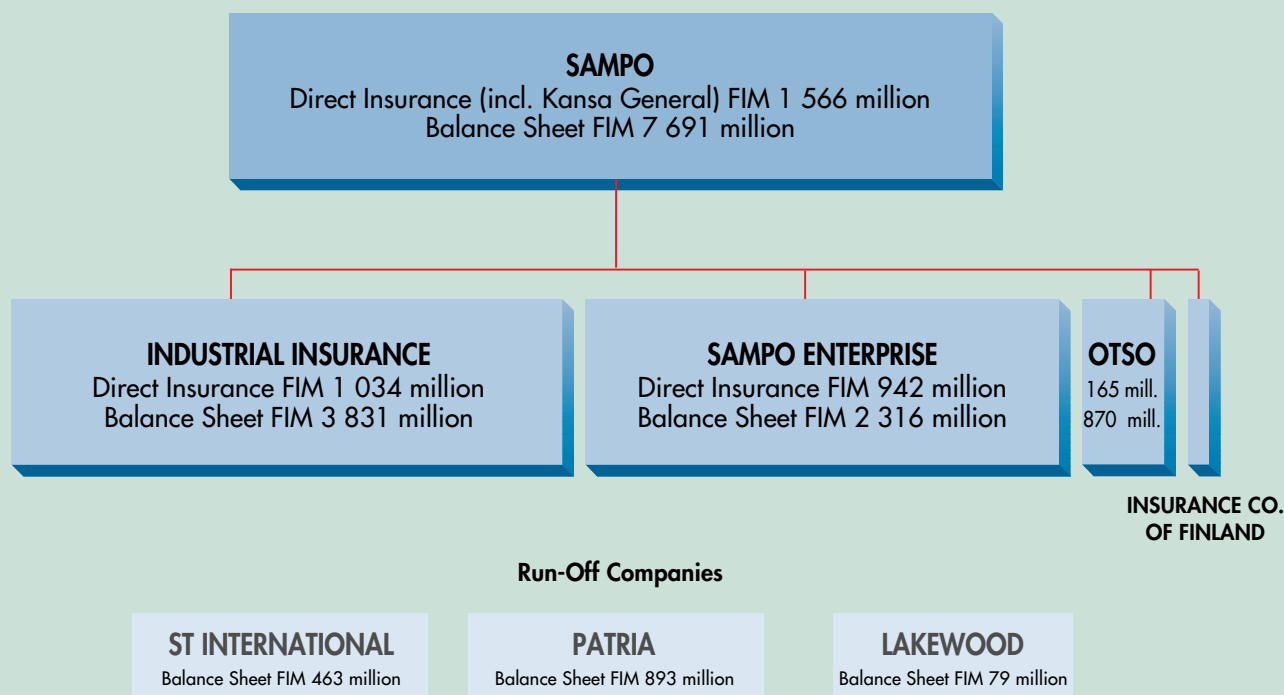 SAMPO
Direct Insurance (incl. Kansa General) FIM 1 566 million
Balance Sheet FIM 7 691 million
INDUSTRIAL INSURANCE
Direct Insurance FIM 1 034 million
Balance Sheet FIM 3 831 million
SAMPO ENTERPRISE
Direct Insurance FIM 942 million
Balance Sheet FIM 2 316 million
OTSO
165 mill.
870 mill.
INSURANCE CO.
OF FINLAND
Run-Off Companies
ST INTERNATIONAL
Balance Sheet FIM 463 million
PATRIA
Balance Sheet FIM 893 million
LAKEWOOD
Balance Sheet FIM 79 million